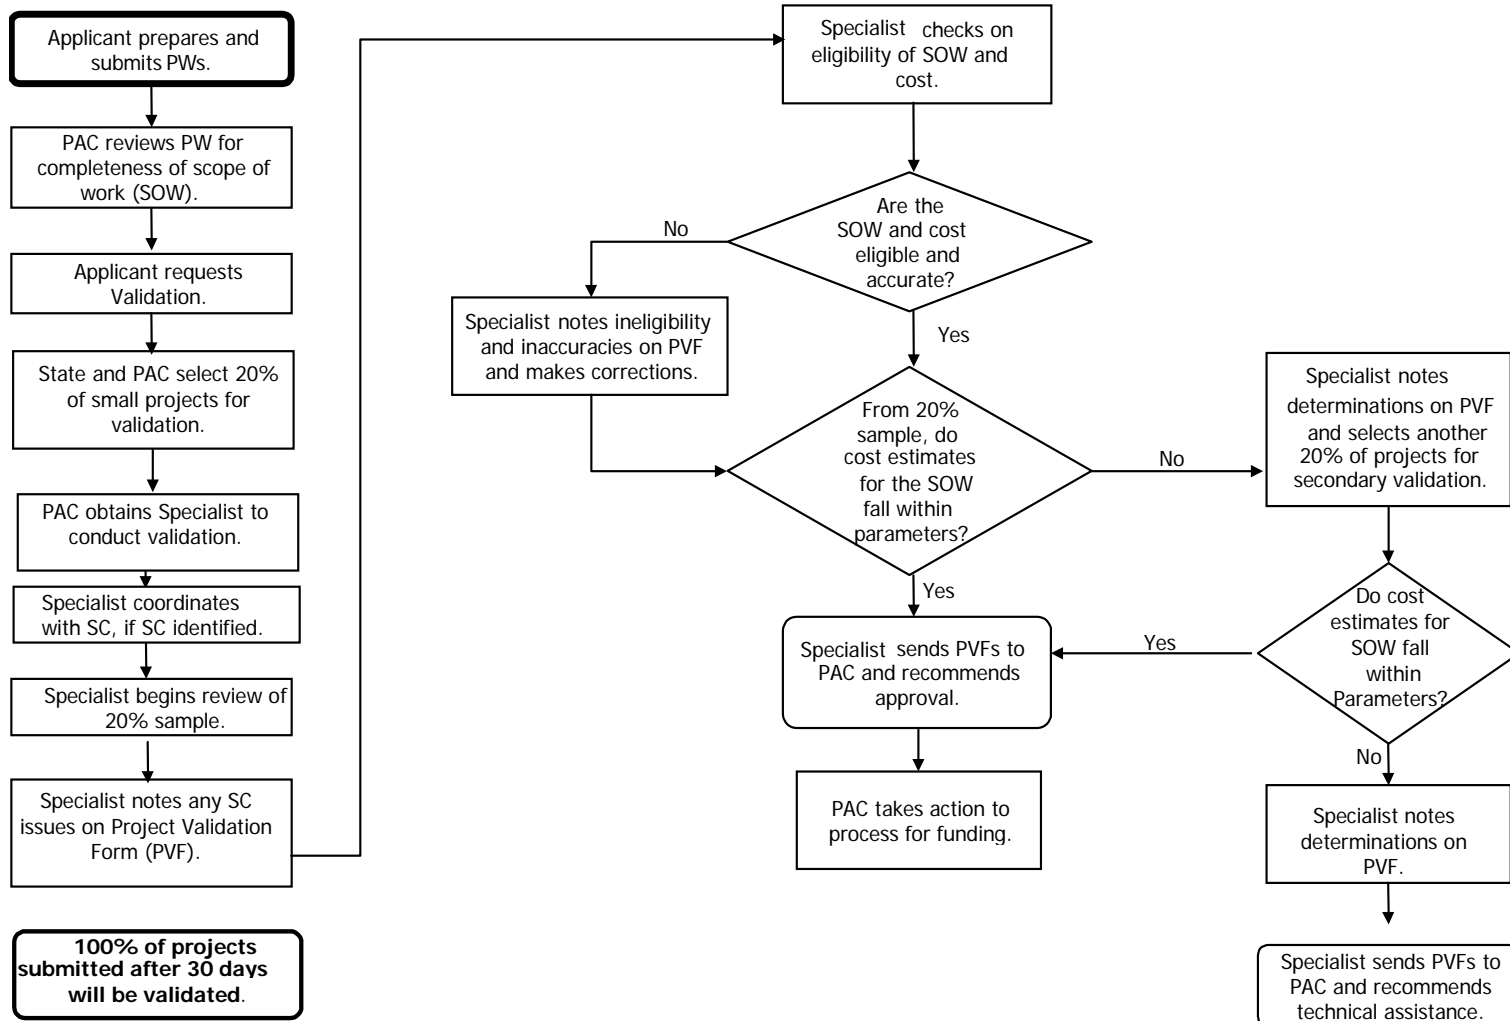 Applicant prepares and
submits PWs.
PAC reviews PW for
completeness of scope of
work (SOW).
Applicant requests
Validation.
State and PAC select 20%
of small projects for
validation.
PAC obtains Specialist to
conduct validation.
Specialist coordinates
with SC, if SC identified.
Specialist begins review of
20% sample.
Specialist notes any SC
issues on Project Validation
Form (PVF).
100% of projects
submitted after 30 days
will be validated.
Specialist checks on
eligibility of SOW and
cost.
Are the
SOW and cost
eligible and
accurate?
No
Specialist notes ineligibility
and inaccuracies on PVF
and makes corrections.
Yes
From 20%
sample, do
cost estimates
for the SOW
fall within
parameters?
No
Yes
Specialist sends PVFs to
PAC and recommends
approval.
PAC takes action to
process for funding.
Specialist notes
determinations on PVF
and selects another
20% of projects for
secondary validation.
Do cost
estimates for
SOW fall
within
Parameters?
Yes
No
Specialist notes
determinations on
PVF.
Specialist sends PVFs to
PAC and recommends
technical assistance.